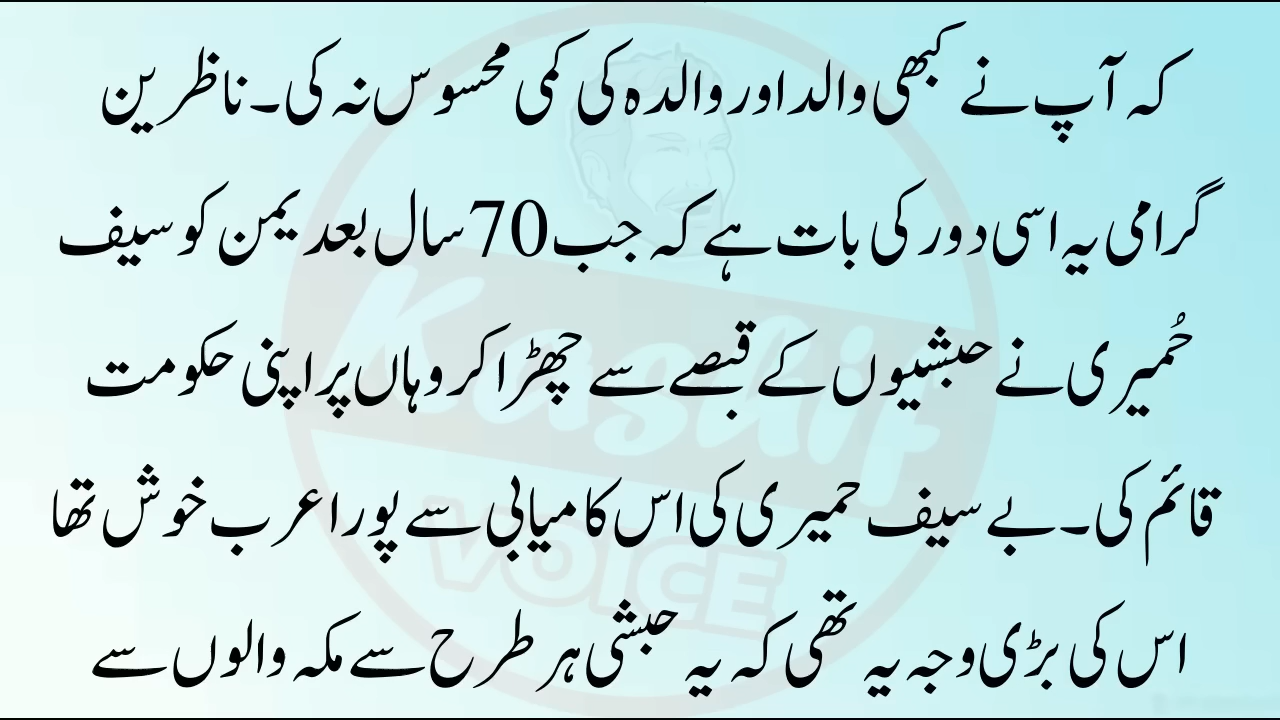 کہ آپ نے کبھی والد اور والدہ کی کمی محسوس نہ کی۔ ناظرین
گرامی یہ اسی دور کی بات ہے کہ جب 70 سال بعد یمن کو سیف
حُمیری نے حبشیوں کے قبصے سے چھڑا کر وہاں پر اپنی حکومت
قائم کی۔ بے سیف حمیری کی اس کامیابی سے پورا عرب خوش تھا
اس کی بڑی وجہ یہ تھی کہ یہ حبشی ہر طرح سے مکہ والوں سے
Kashif
VOICE